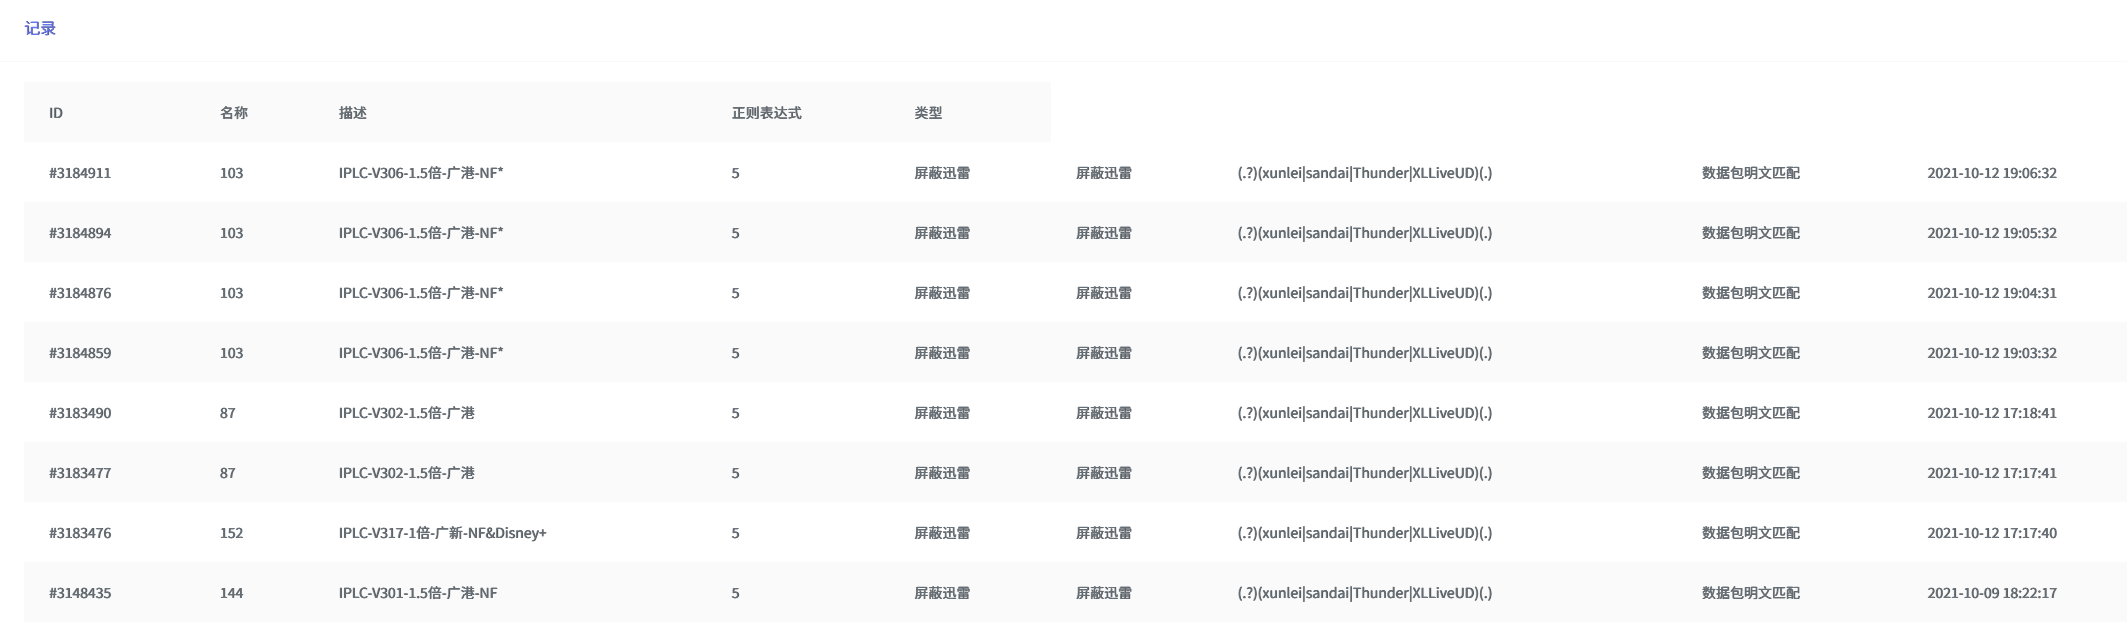 记录
ID 名称 描述 正则表达式 类型
#3184911 103 IPLC-V306-1.5倍-广港-NF* 5 屏蔽迅雷 屏蔽迅雷 (.?)(xunlei|sandai|Thunder|XLLiveUD)(.) 数据包明文匹配 2021-10-12 19:06:32
#3184894 103 IPLC-V306-1.5倍-广港-NF* 5 屏蔽迅雷 屏蔽迅雷 (.?)(xunlei|sandai|Thunder|XLLiveUD)(.) 数据包明文匹配 2021-10-12 19:05:32
#3184876 103 IPLC-V306-1.5倍-广港-NF* 5 屏蔽迅雷 屏蔽迅雷 (.?)(xunlei|sandai|Thunder|XLLiveUD)(.) 数据包明文匹配 2021-10-12 19:04:31
#3184859 103 IPLC-V306-1.5倍-广港-NF* 5 屏蔽迅雷 屏蔽迅雷 (.?)(xunlei|sandai|Thunder|XLLiveUD)(.) 数据包明文匹配 2021-10-12 19:03:32
#3183490 87 IPLC-V302-1.5倍-广港 5 屏蔽迅雷 屏蔽迅雷 (.?)(xunlei|sandai|Thunder|XLLiveUD)(.) 数据包明文匹配 2021-10-12 17:18:41
#3183477 87 IPLC-V302-1.5倍-广港 5 屏蔽迅雷 屏蔽迅雷 (.?)(xunlei|sandai|Thunder|XLLiveUD)(.) 数据包明文匹配 2021-10-12 17:17:41
#3183476 152 IPLC-V317-1倍-广新-NF&Disney+ 5 屏蔽迅雷 屏蔽迅雷 (.?)(xunlei|sandai|Thunder|XLLiveUD)(.) 数据包明文匹配 2021-10-12 17:17:40
#3148435 144 IPLC-V301-1.5倍-广港-NF 5 屏蔽迅雷 屏蔽迅雷 (.?)(xunlei|sandai|Thunder|XLLiveUD)(.) 数据包明文匹配 2021-10-09 18:22:17